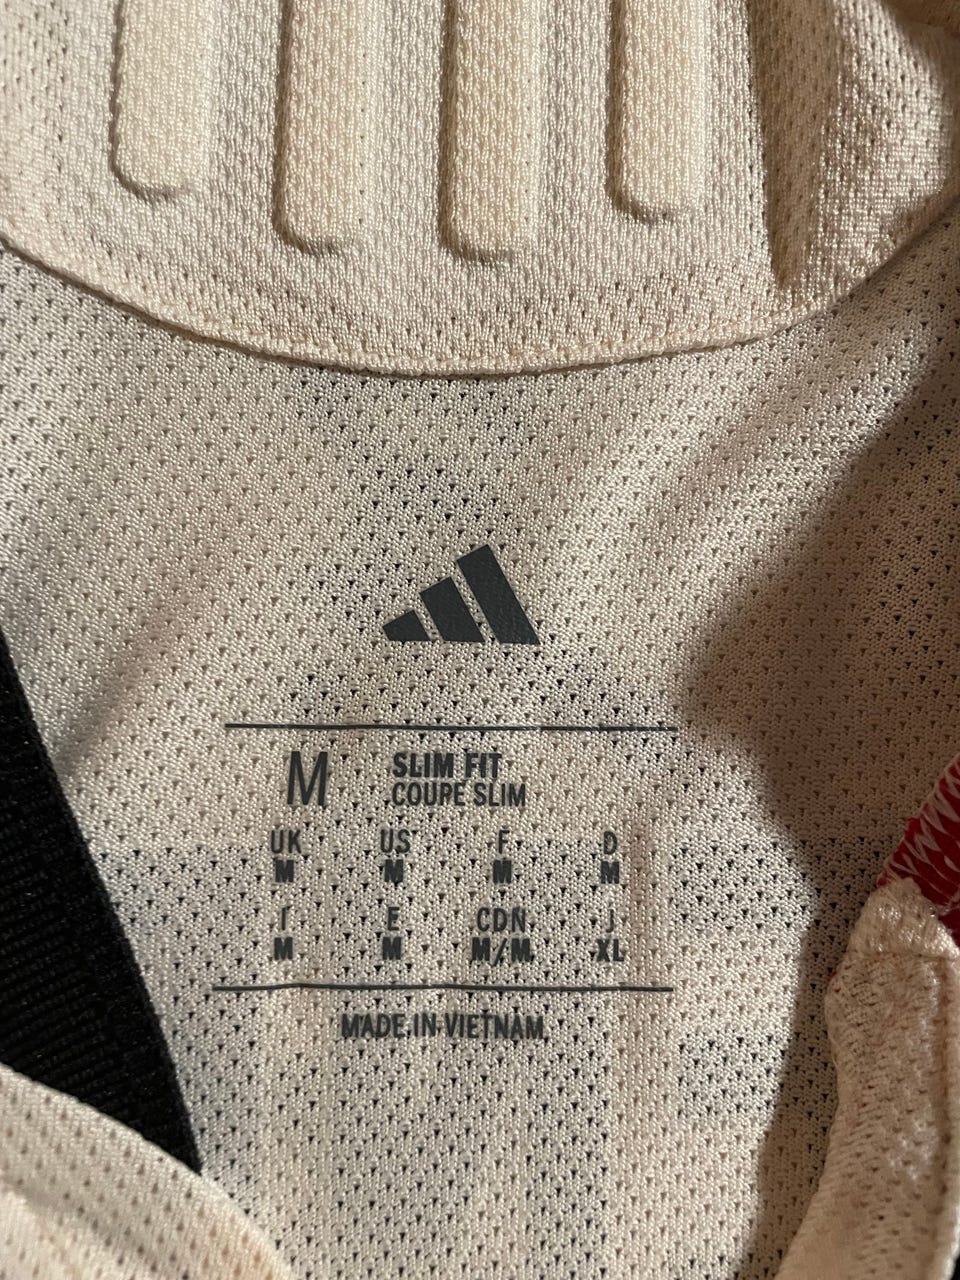 M SLIM FIT
COUPE SLIM
UK US F D
M M M M
I E CDN J
M M M/M XL
MADE IN VIETNAM